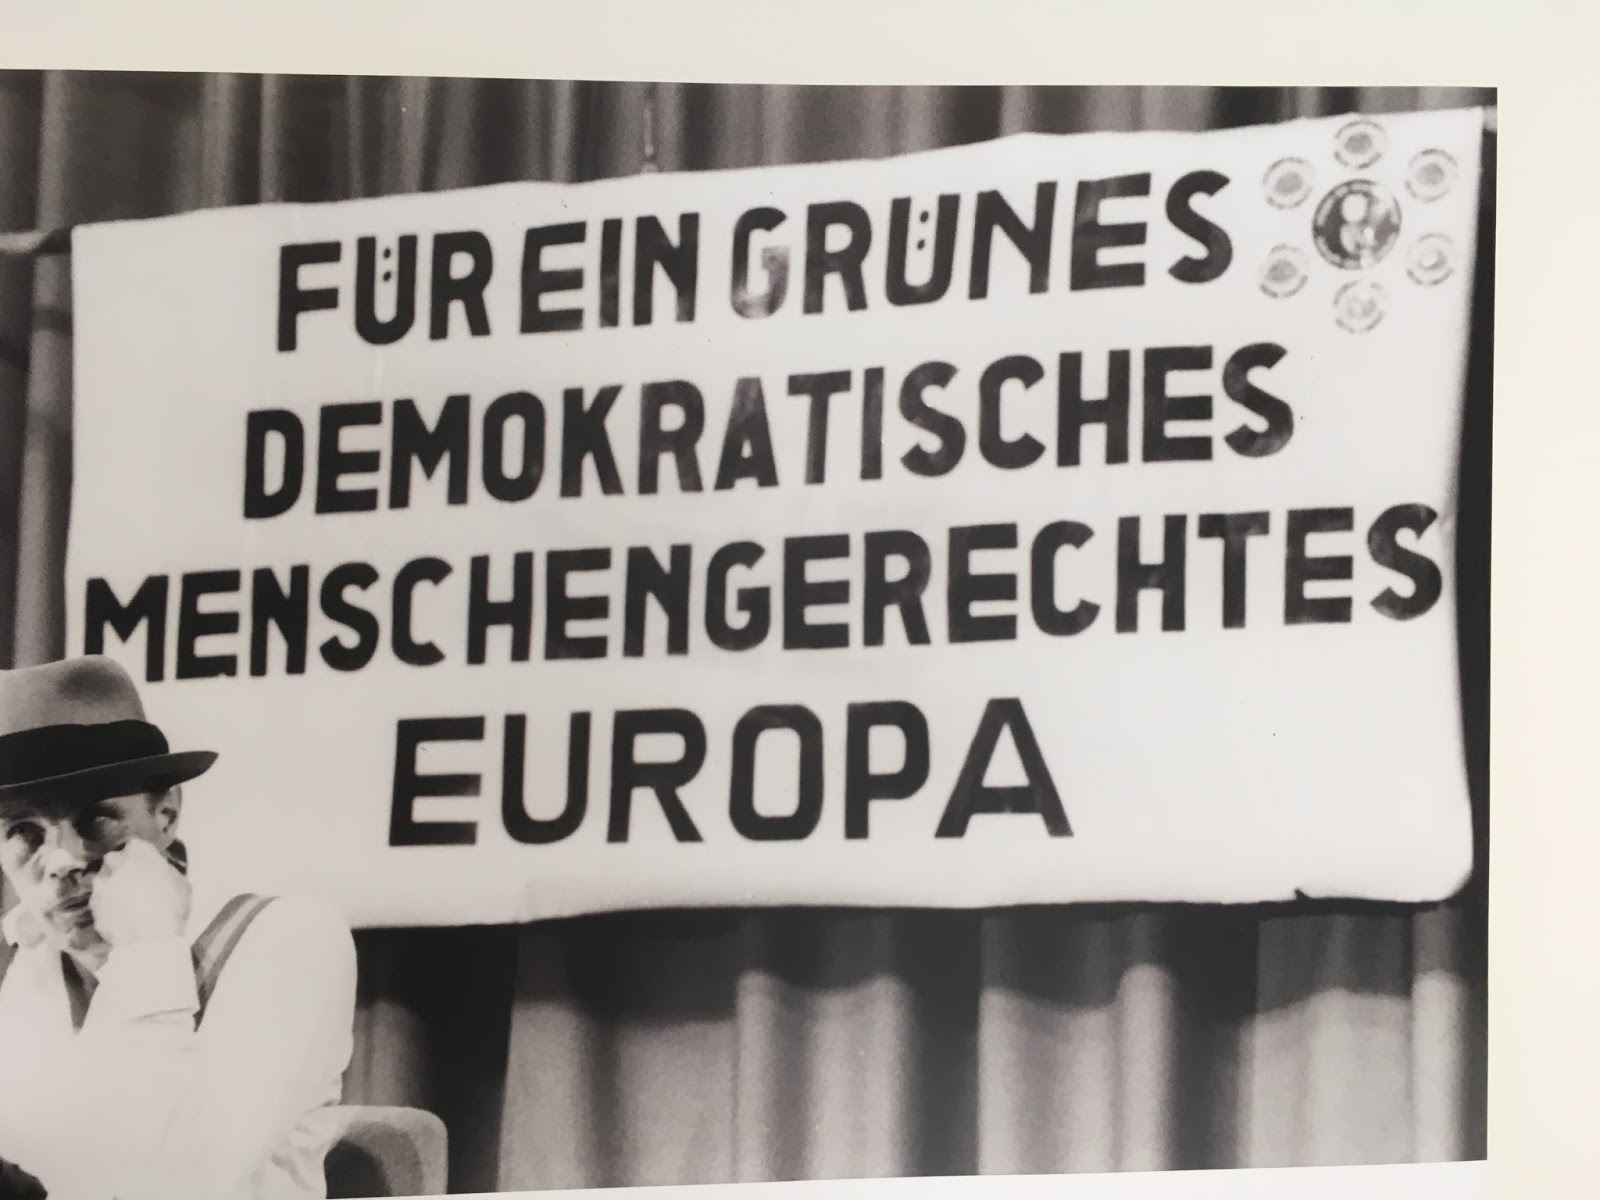 FÜR EIN GRÜNES
DEMOKRATISCHES
MENSCHENGERECHTES
EUROPA